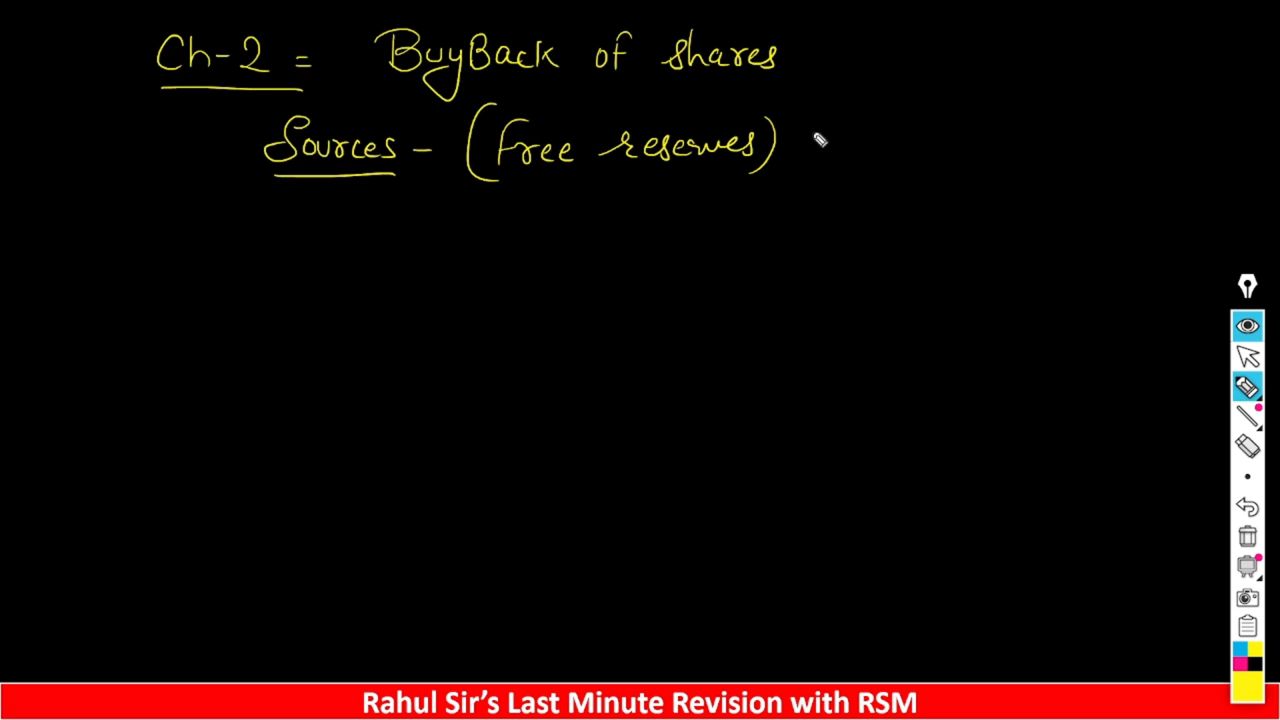 Ch-2 = BuyBack of shares
Sources - (Free reserves)
Rahul Sir's Last Minute Revision with RSM